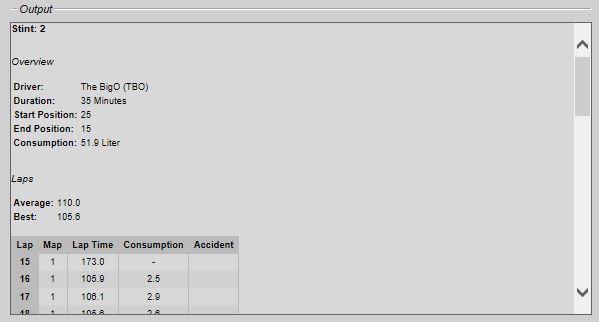 Output
Stint: 2
Overview
Driver: The BigO (TBO)
Duration: 35 Minutes
Start Position: 25
End Position: 15
Consumption: 51.9 Liter
Laps
Average: 110.0
Best: 105.6
Lap Map Lap Time Consumption Accident
15 1 173.0 -
16 1 105.9 2.5
17 1 106.1 2.9
18 1 105.6 2.6